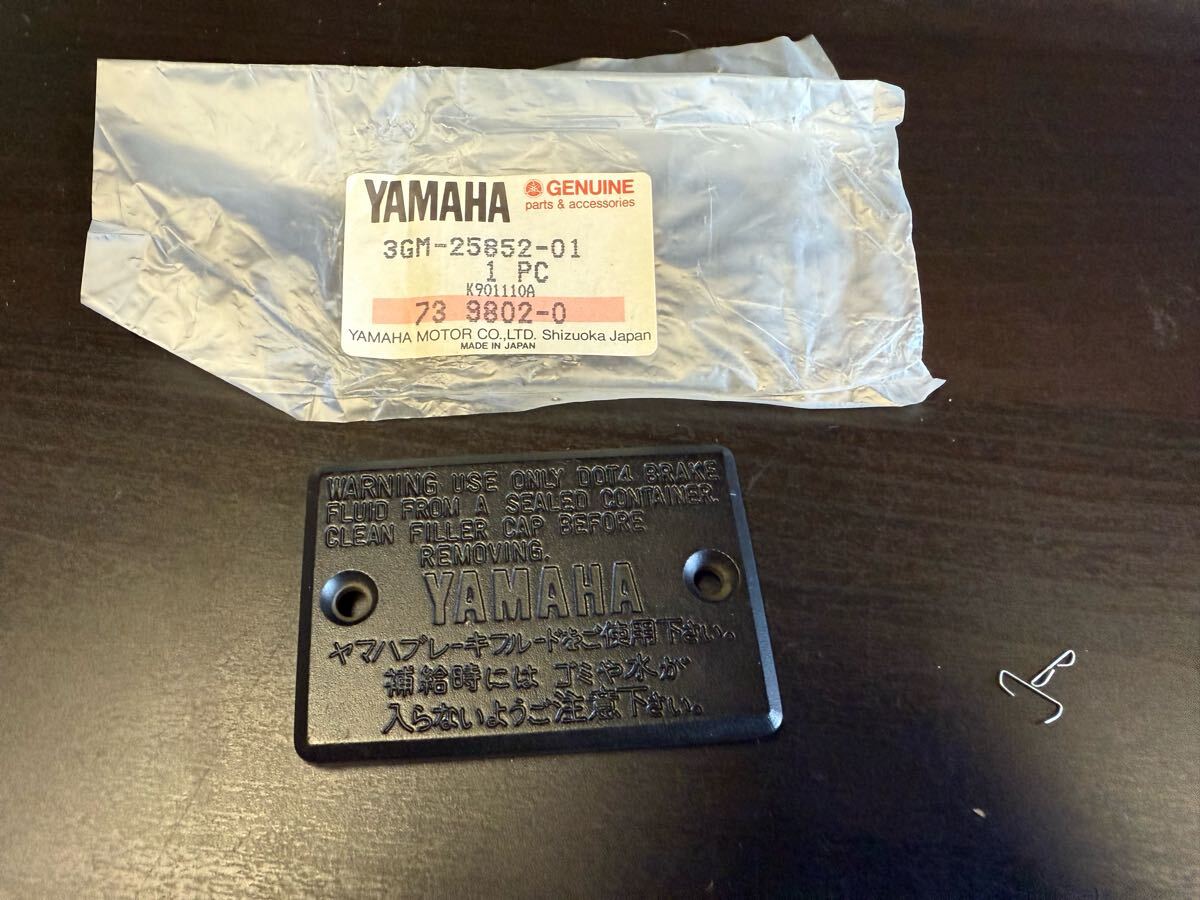 YAMAHA
GENUINE
parts & accessories
3GM-25852-01
1 PC
K901110A
73 9802-0
YAMAHA MOTOR CO.,LTD. Shizuoka Japan
MADE IN JAPAN
WARNING USE ONLY DOT4 BRAKE
FLUID FROM A SEALED CONTAINER.
CLEAN FILLER CAP BEFORE
REMOVING.
YAMAHA
ヤマハブレーキフルードをご使用下さい。
補給時には ゴミや水が
入らないようご注意下さい。